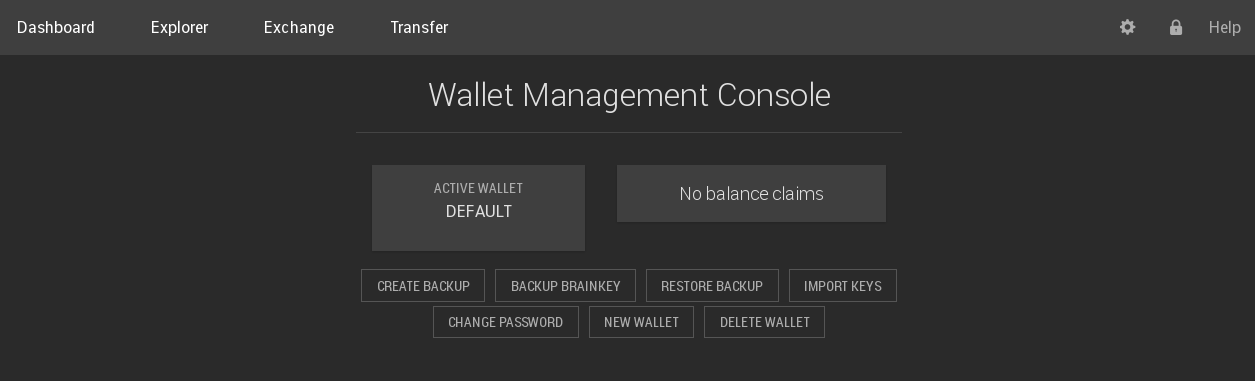 Dashboard Explorer Exchange Transfer Help
Wallet Management Console
ACTIVE WALLET
DEFAULT
No balance claims
CREATE BACKUP BACKUP BRAINKEY RESTORE BACKUP IMPORT KEYS
CHANGE PASSWORD NEW WALLET DELETE WALLET